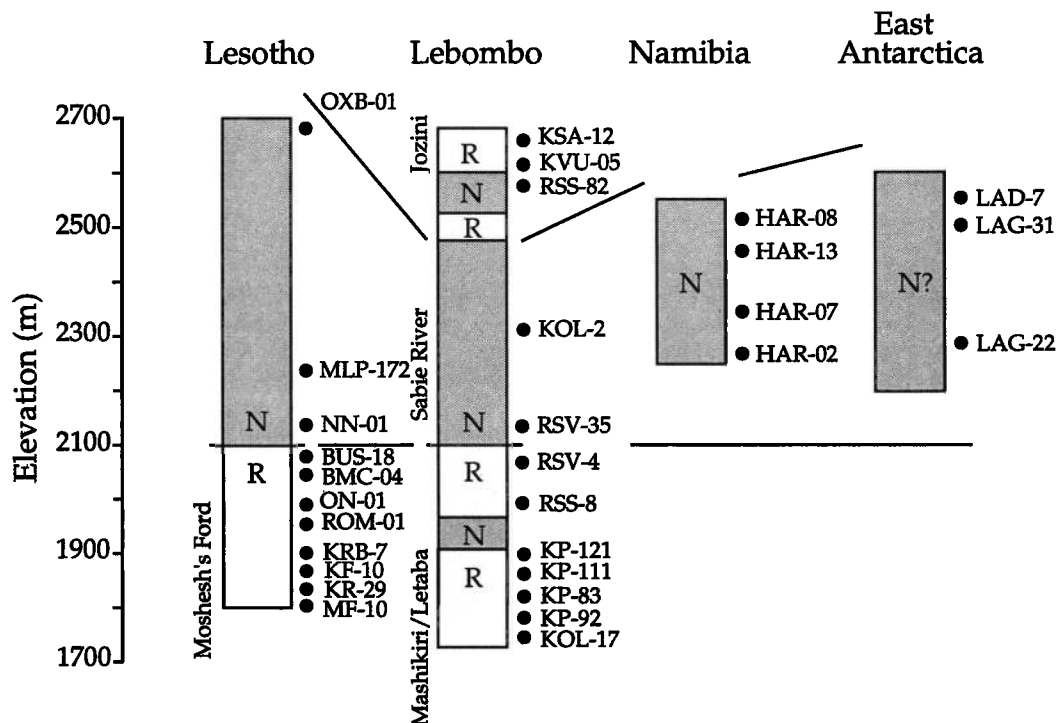 Lesotho
Lebombo
Namibia
East
Antarctica
Elevation (m)
2700
2500
2300
2100
1900
1700
Moshesh's Ford
N
R
OXB-01
MLP-172
NN-01
BUS-18
BMC-04
ON-01
ROM-01
KRB-7
KF-10
KR-29
MF-10
Jozini
Sabie River
Mashikiri/Letaba
R
N
R
N
R
N
R
KSA-12
KVU-05
RSS-82
KOL-2
RSV-35
RSV-4
RSS-8
KP-121
KP-111
KP-83
KP-92
KOL-17
N
HAR-08
HAR-13
HAR-07
HAR-02
N?
LAD-7
LAG-31
LAG-22